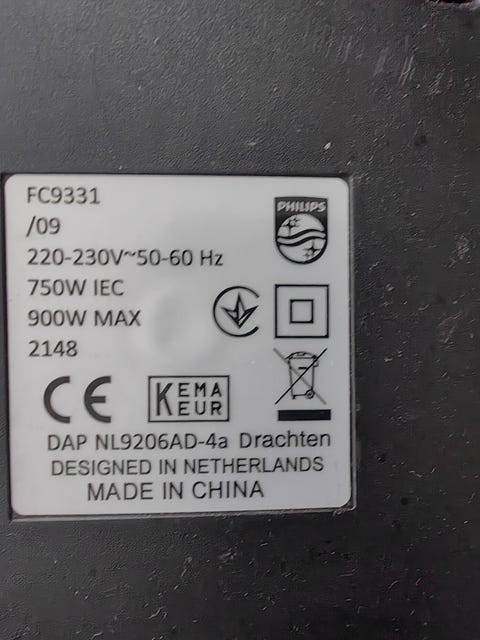 FC9331
/09
220-230V~50-60 Hz
750W IEC
900W MAX
2148
PHILIPS
CE
KEMA
KEUR
DAP NL9206AD-4a Drachten
DESIGNED IN NETHERLANDS
MADE IN CHINA